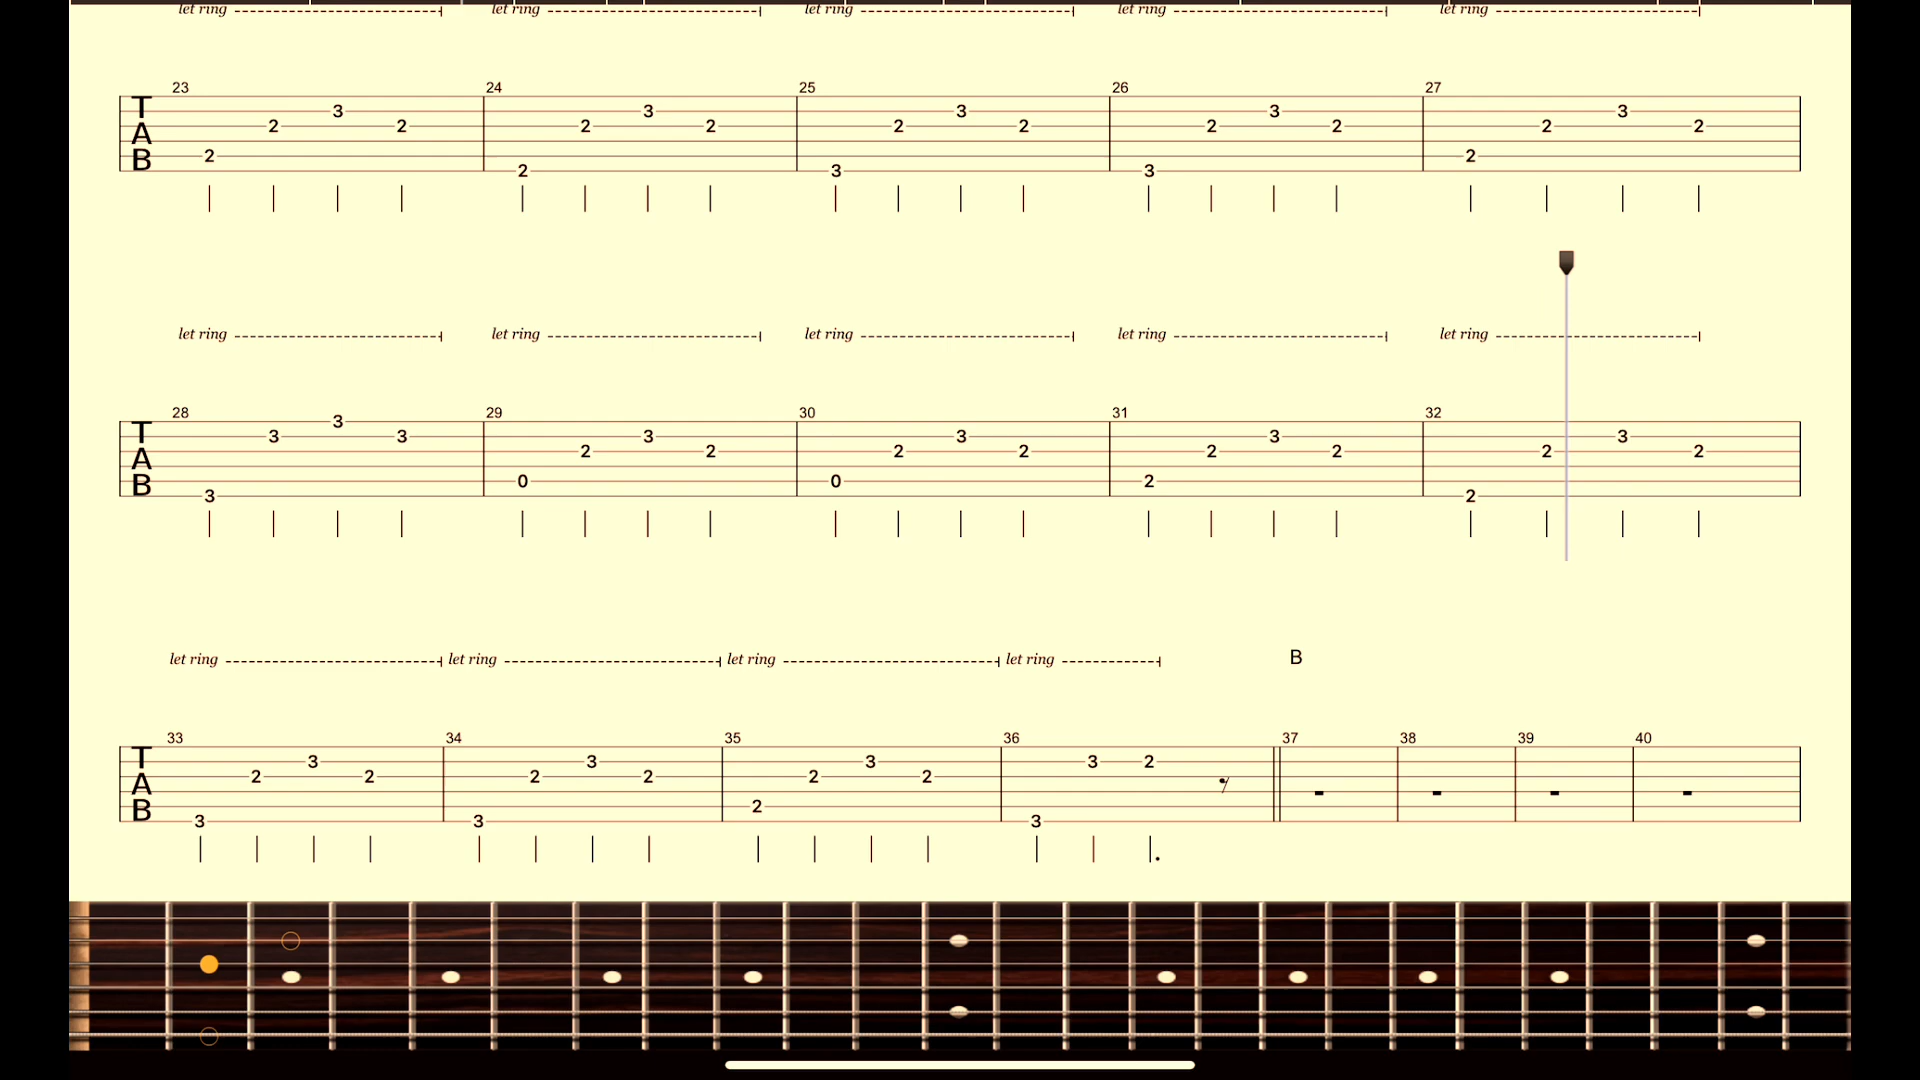 let ring let ring let ring let ring let ring
23 24 25 26 27
T 3 3 3 3 3
A 2 2 2 2 2 2 2 2 2 2
B 2 2
2 3 3
let ring let ring let ring let ring let ring
28 29 30 31 32
3
T 3 3 3 3 3 3
A 2 2 2 2 2 2 2 2
B 0 0 2
3 2
let ring let ring let ring let ring B
33 34 35 36 37 38 39 40
T 3 3 3 3 2
A 2 2 2 2 2 2
B 2
3 3 3